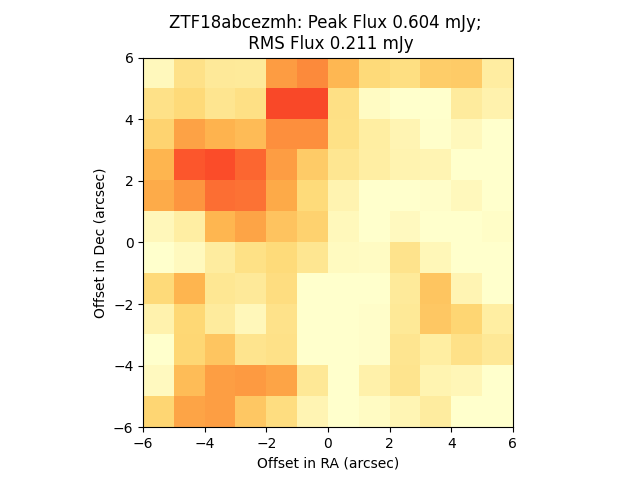 ZTF18abcezmh: Peak Flux 0.604 mJy;
RMS Flux 0.211 mJy
6
4
2
0
−2
−4
−6
Offset in Dec (arcsec)
−6 −4 −2 0 2 4 6
Offset in RA (arcsec)